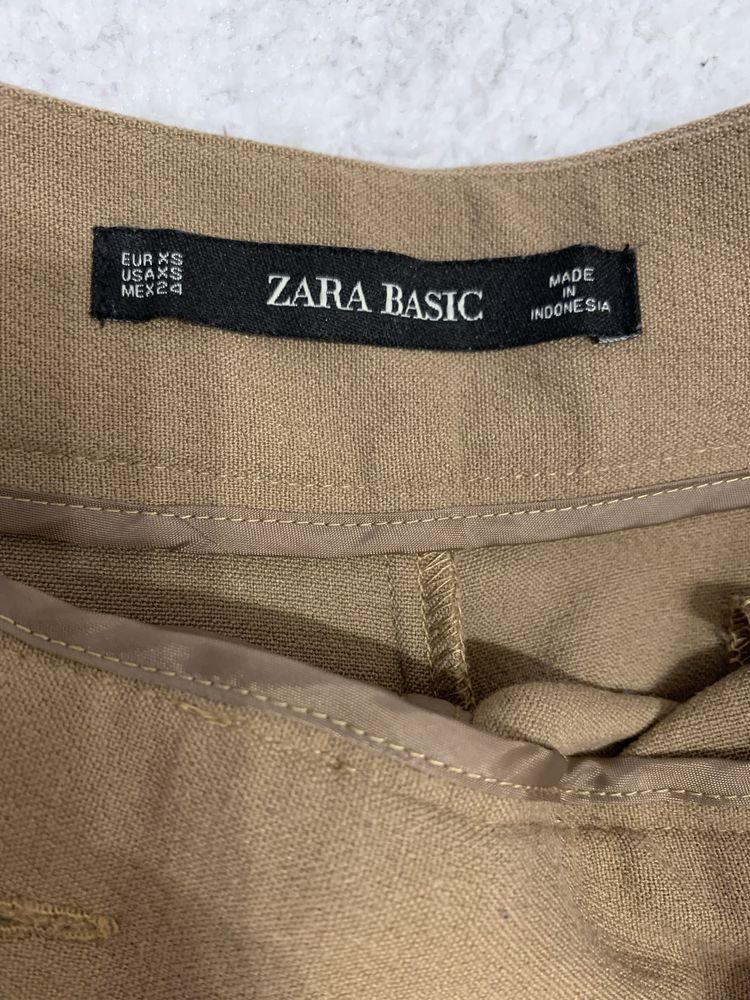 EUR XS
USA XS
MEX 24
ZARA BASIC
MADE
IN
INDONESIA